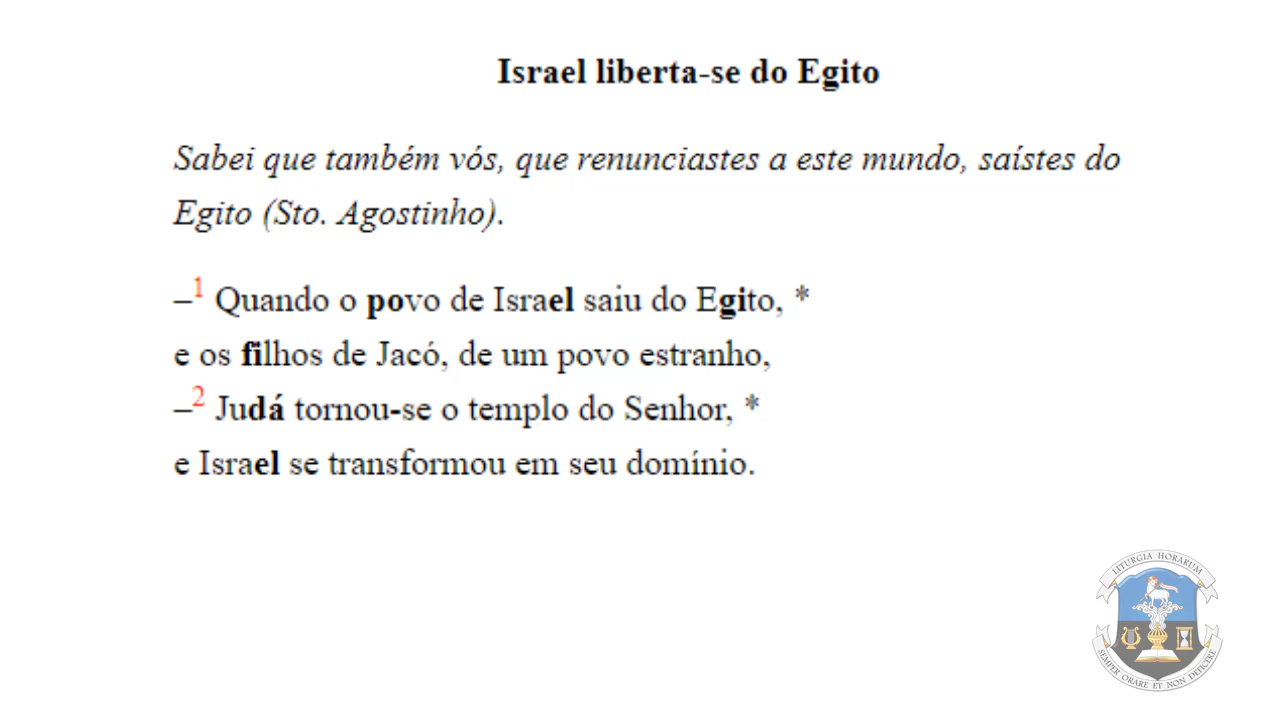 Israel liberta-se do Egito
Sabei que também vós, que renunciastes a este mundo, saístes do
Egito (Sto. Agostinho).
–1 Quando o povo de Israel saiu do Egito, *
e os filhos de Jacó, de um povo estranho,
–2 Judá tornou-se o templo do Senhor, *
e Israel se transformou em seu domínio.
LITURGIA HORARUM
SEMPER ORARE ET NON DEFICERE